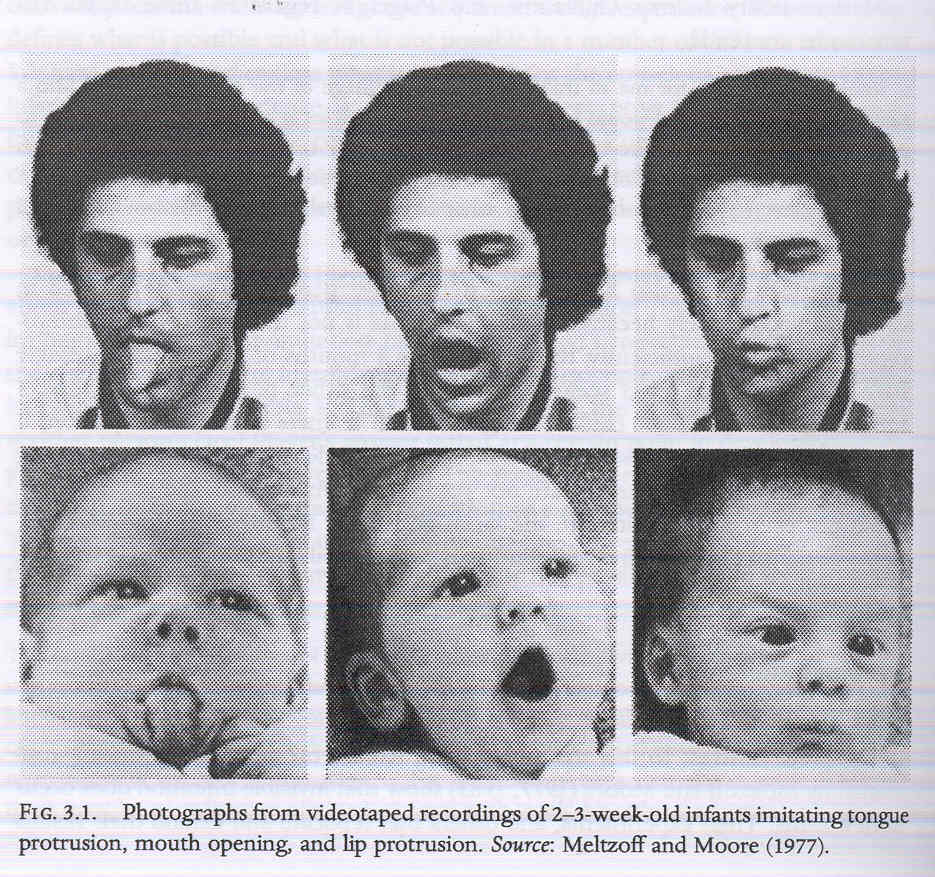 FIG. 3.1. Photographs from videotaped recordings of 2–3-week-old infants imitating tongue
protrusion, mouth opening, and lip protrusion. Source: Meltzoff and Moore (1977).